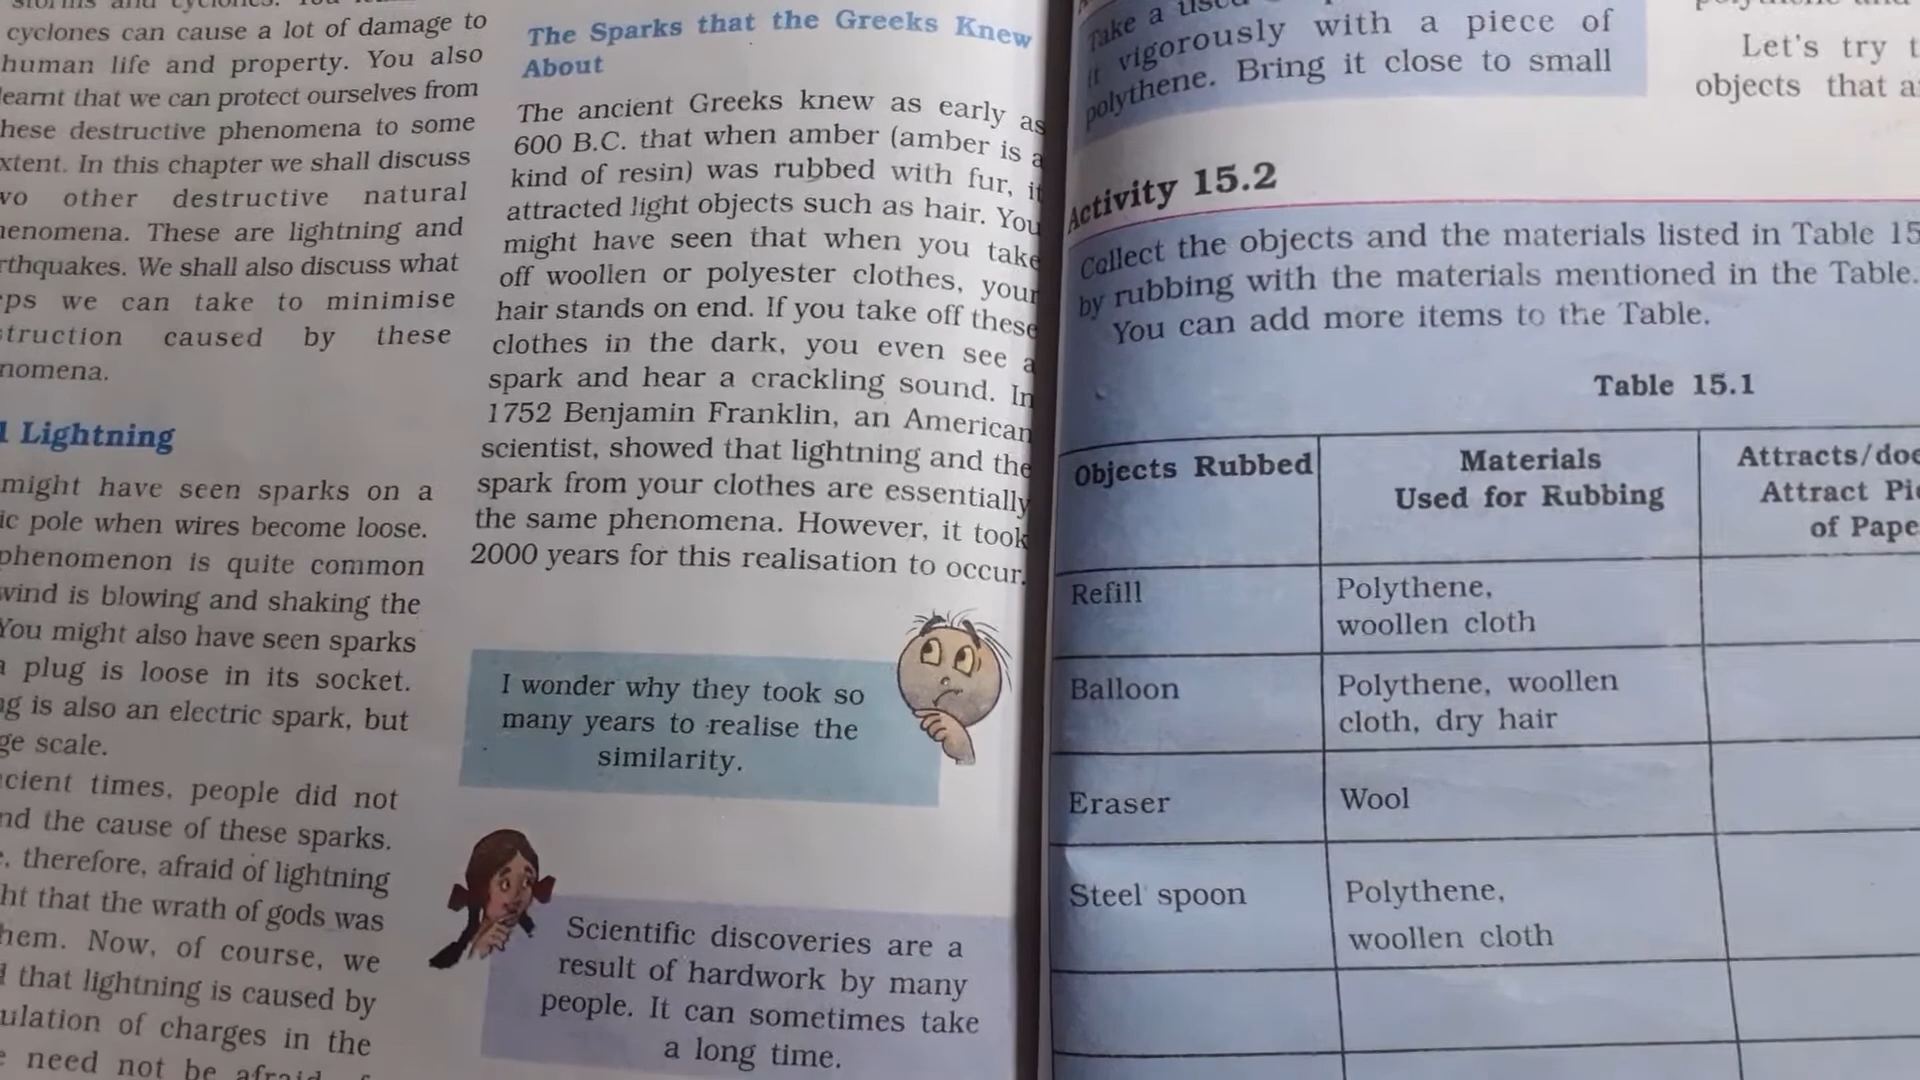 cyclones can cause a lot of damage to
human life and property. You also
learnt that we can protect ourselves from
these destructive phenomena to some
extent. In this chapter we shall discuss
other destructive natural
These are lightning and
We shall also discuss what
we can take to minimise
caused by these
Lightning
might have seen sparks on a
pole when wires become loose.
phenomenon is quite common
wind is blowing and shaking the
You might also have seen sparks
a plug is loose in its socket.
is also an electric spark, but
scale.
times, people did not
the cause of these sparks.
therefore, afraid of lightning
that the wrath of gods was
Now, of course, we
that lightning is caused by
of charges in the
need not be afraid
The Sparks that the Greeks Knew
About
The ancient Greeks knew as early as
600 B.C. that when amber (amber is a
kind of resin) was rubbed with fur, it
attracted light objects such as hair. You
might have seen that when you take
off woollen or polyester clothes, your
hair stands on end. If you take off these
clothes in the dark, you even see a
spark and hear a crackling sound. In
1752 Benjamin Franklin, an American
scientist, showed that lightning and the
spark from your clothes are essentially
the same phenomena. However, it took
2000 years for this realisation to occur.
I wonder why they took so
many years to realise the
similarity.
Scientific discoveries are a
result of hardwork by many
people. It can sometimes take
a long time.
Take a used
it vigorously with a piece of
polythene. Bring it close to small
Let's try
objects that
Activity 15.2
Collect the objects and the materials listed in Table 15
by rubbing with the materials mentioned in the Table.
You can add more items to the Table.
Table 15.1
Objects Rubbed
Materials
Used for Rubbing
Attracts/
Attract
of
Refill
Polythene,
woollen cloth
Balloon
Polythene, woollen
cloth, dry hair
Eraser
Wool
Steel spoon
Polythene,
woollen cloth